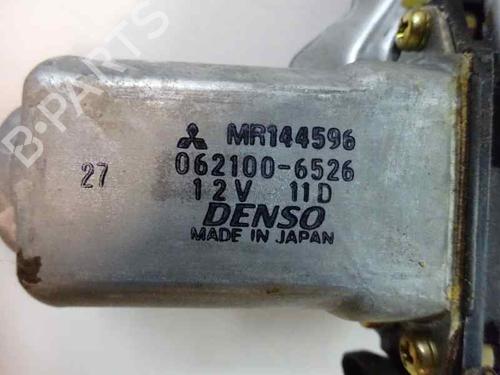 MR144596
27
062100-6526
12V 11D
DENSO
MADE IN JAPAN
B-PARTS